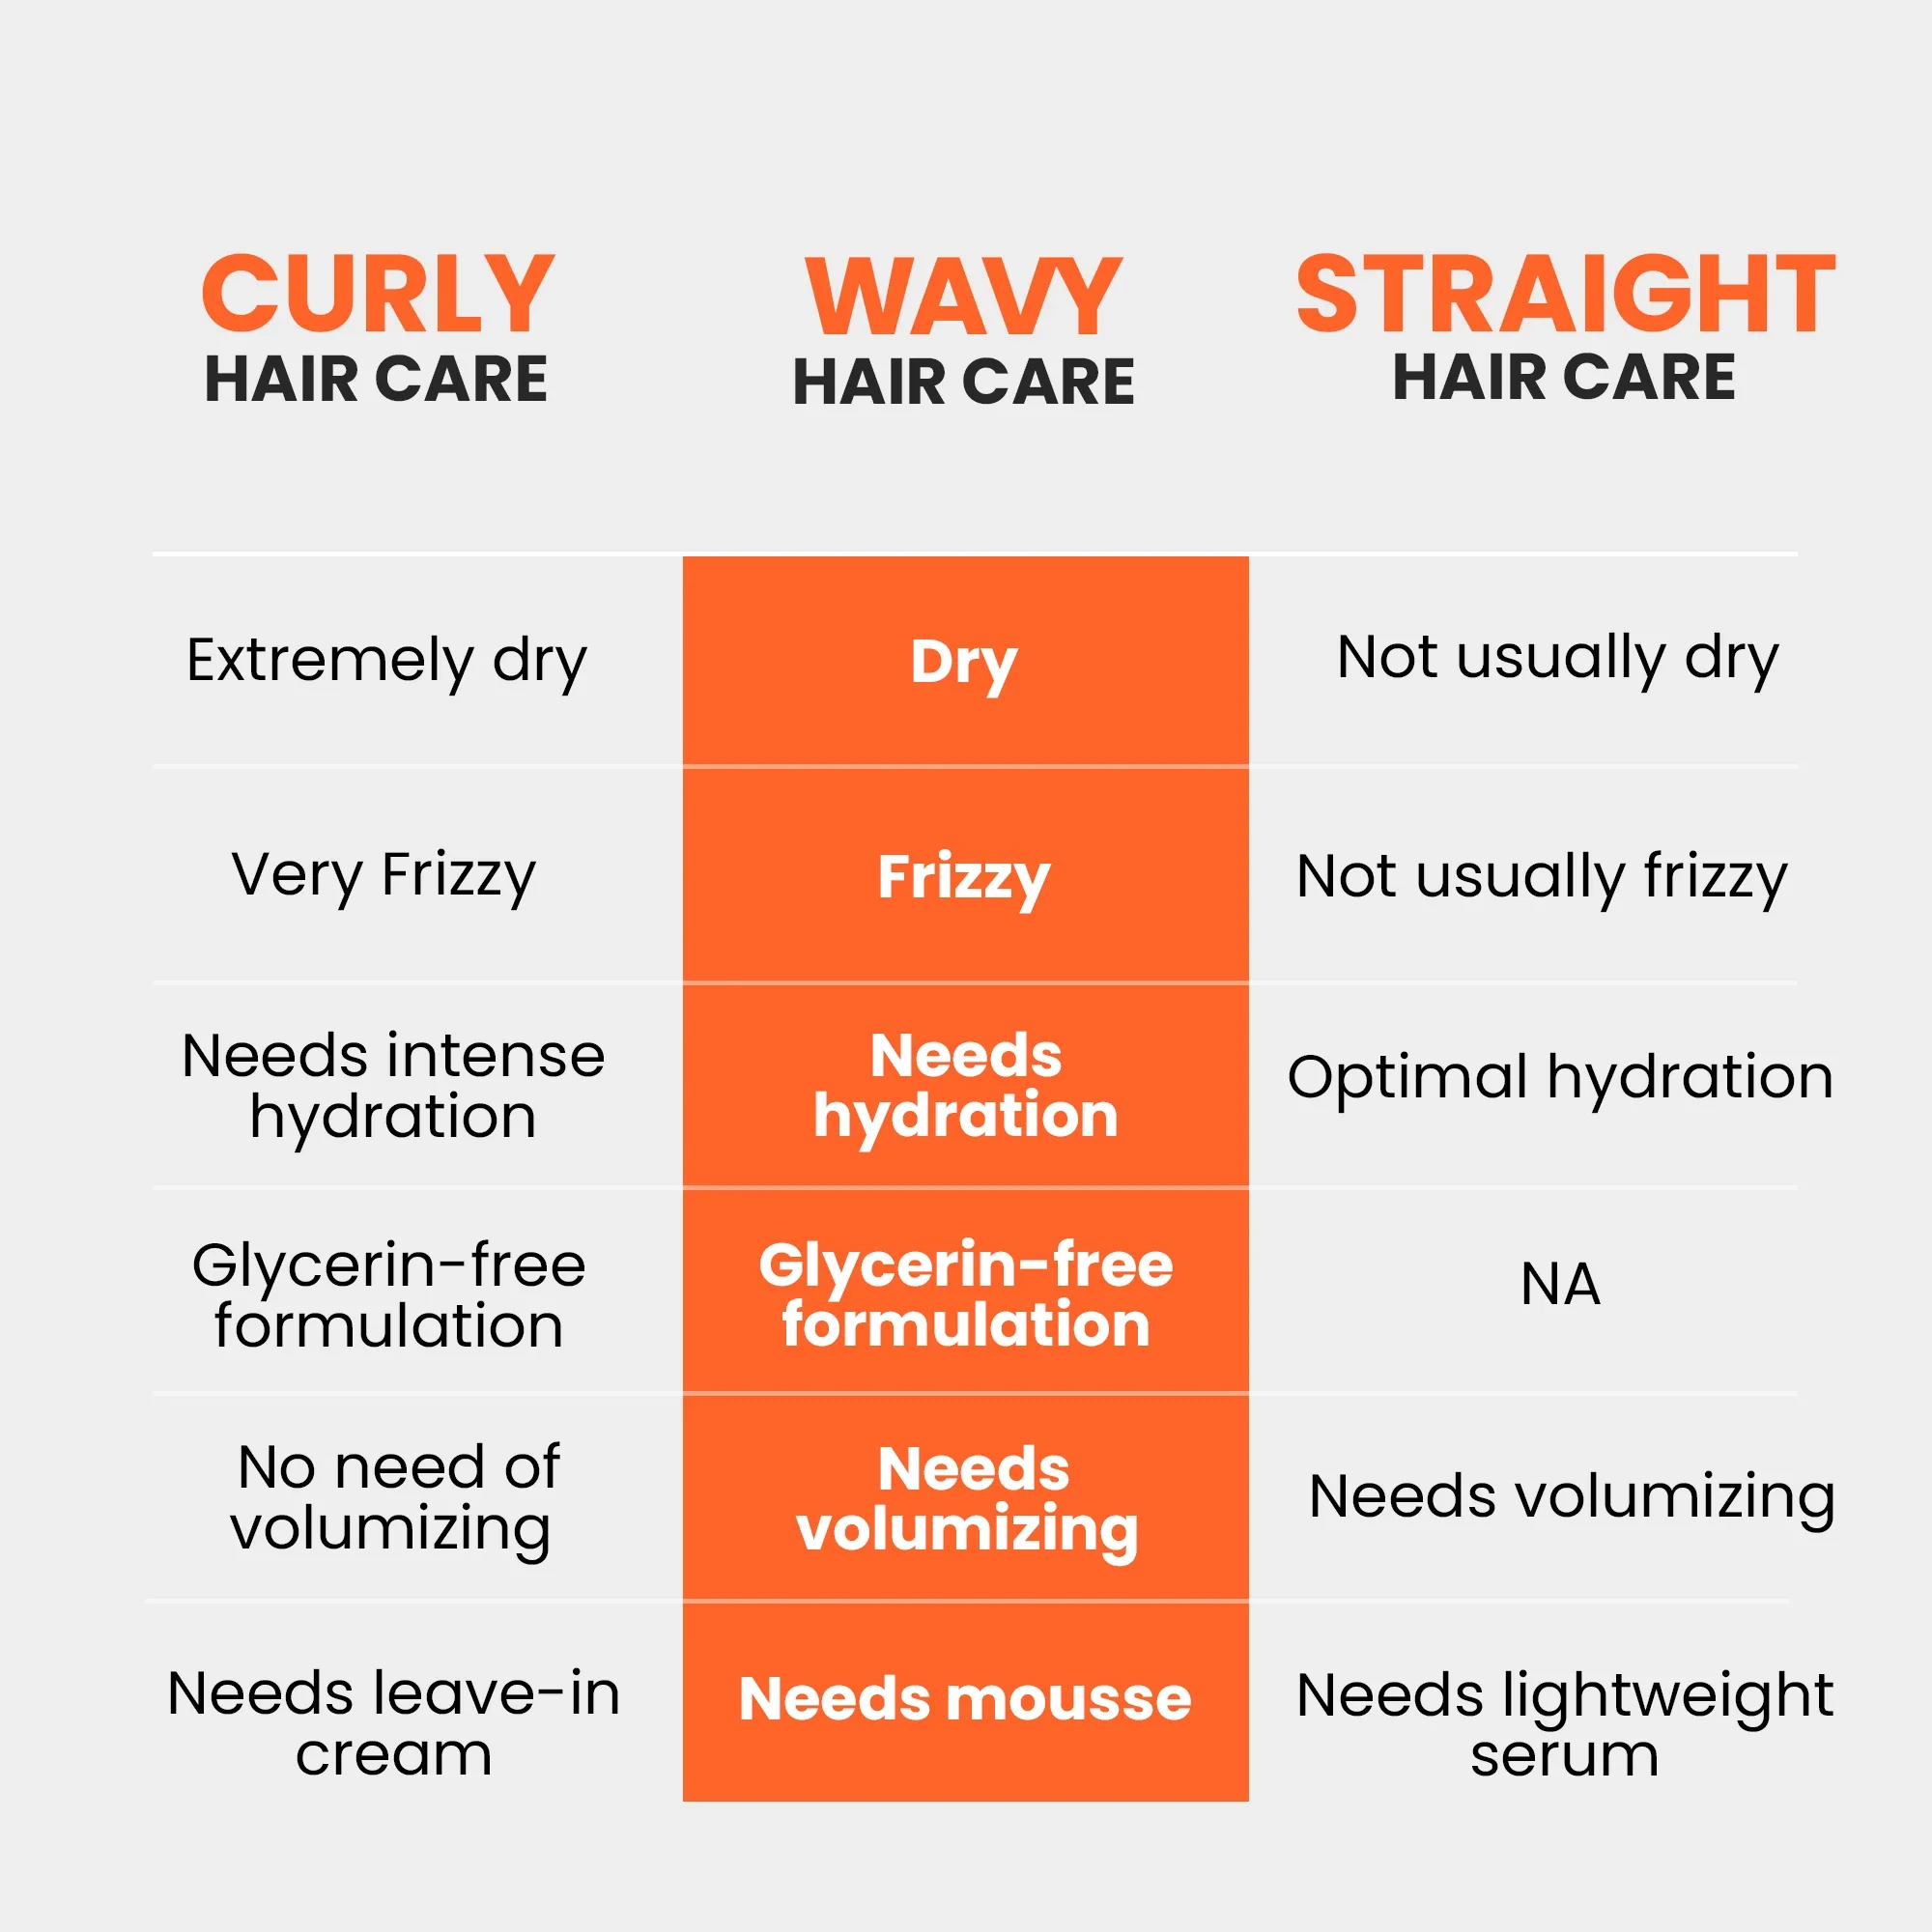 CURLY
HAIR CARE
WAVY
HAIR CARE
STRAIGHT
HAIR CARE
Extremely dry
Dry
Not usually dry
Very Frizzy
Frizzy
Not usually frizzy
Needs intense
hydration
Needs
hydration
Optimal hydration
Glycerin-free
formulation
Glycerin-free
formulation
NA
No need of
volumizing
Needs
volumizing
Needs volumizing
Needs leave-in
cream
Needs mousse
Needs lightweight
serum